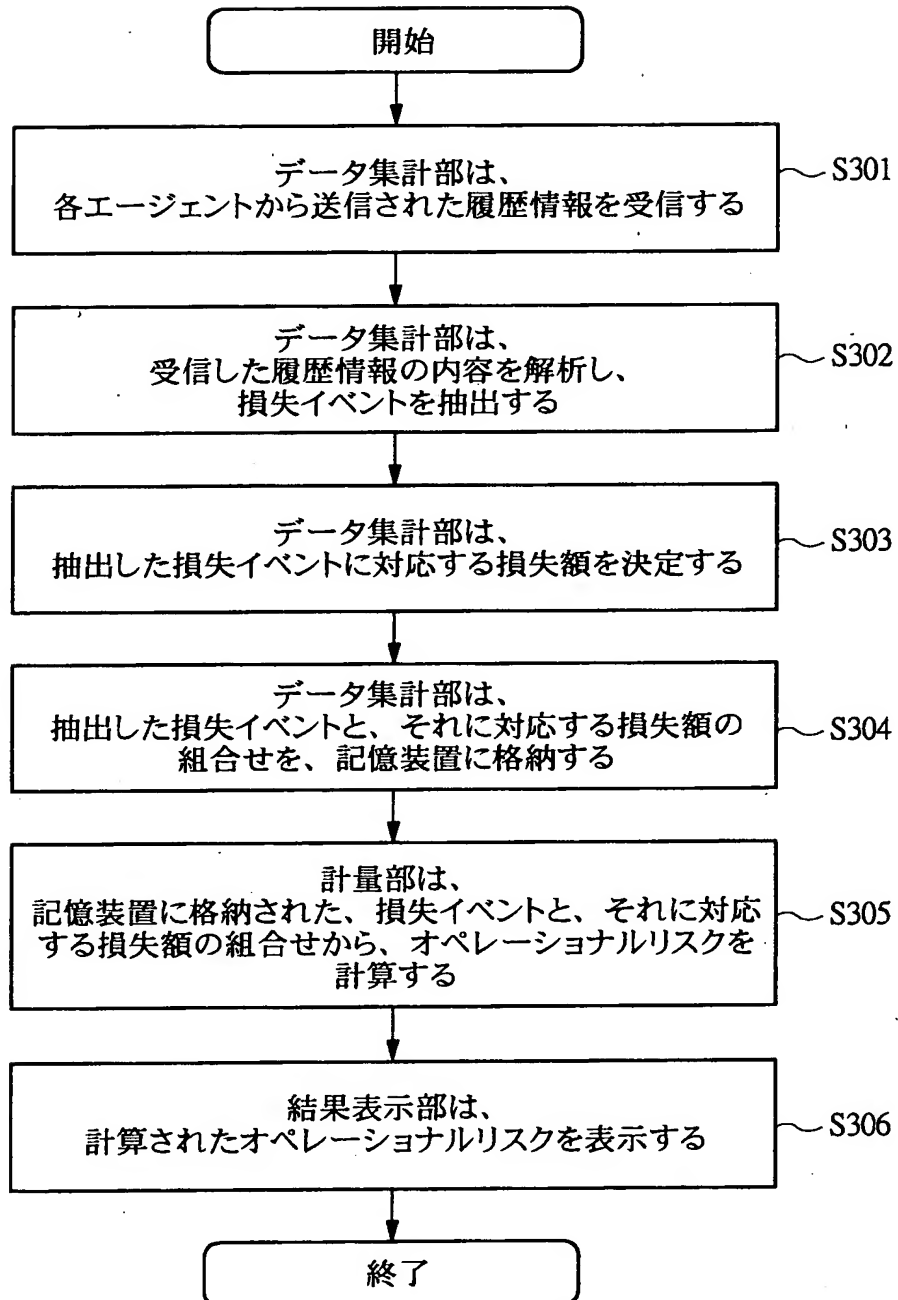 開始
データ集計部は、
各エージェントから送信された履歴情報を受信する
S301
データ集計部は、
受信した履歴情報の内容を解析し、
損失イベントを抽出する
S302
データ集計部は、
抽出した損失イベントに対応する損失額を決定する
S303
データ集計部は、
抽出した損失イベントと、それに対応する損失額の
組合せを、記憶装置に格納する
S304
計量部は、
記憶装置に格納された、損失イベントと、それに対応
する損失額の組合せから、オペレーショナルリスクを
計算する
S305
結果表示部は、
計算されたオペレーショナルリスクを表示する
S306
終了